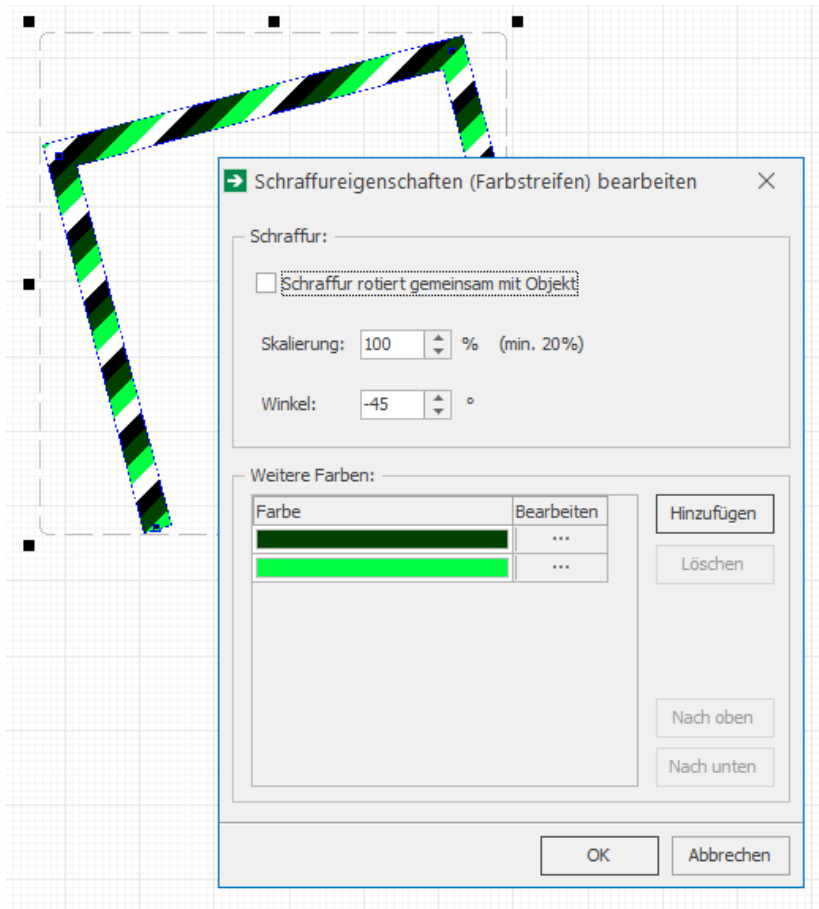 Schraffureigenschaften (Farbstreifen) bearbeiten
Schraffur:
Schraffur rotiert gemeinsam mit Objekt
Skalierung: 100 % (min. 20%)
Winkel: -45 °
Weitere Farben:
Farbe Bearbeiten
...
...
Hinzufügen
Löschen
Nach oben
Nach unten
OK Abbrechen